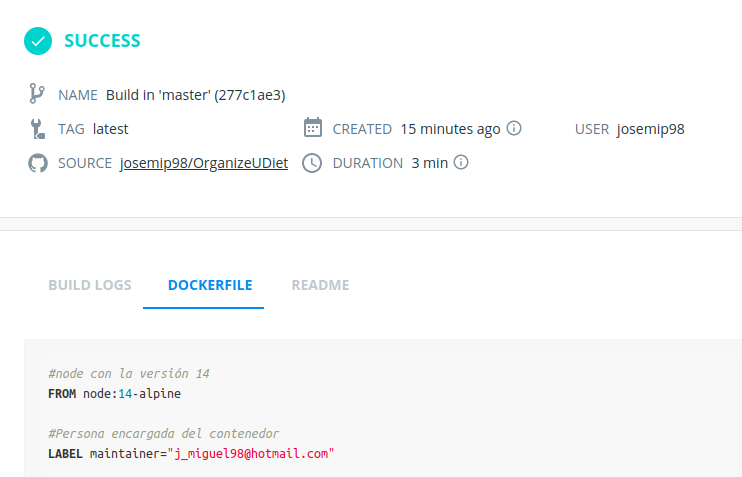 SUCCESS
NAME Build in 'master' (277c1ae3)
TAG latest CREATED 15 minutes ago USER josemip98
SOURCE josemip98/OrganizeUDiet DURATION 3 min
BUILD LOGS DOCKERFILE README
#node con la versión 14
FROM node:14-alpine
#Persona encargada del contenedor
LABEL maintainer="j_miguel98@hotmail.com"